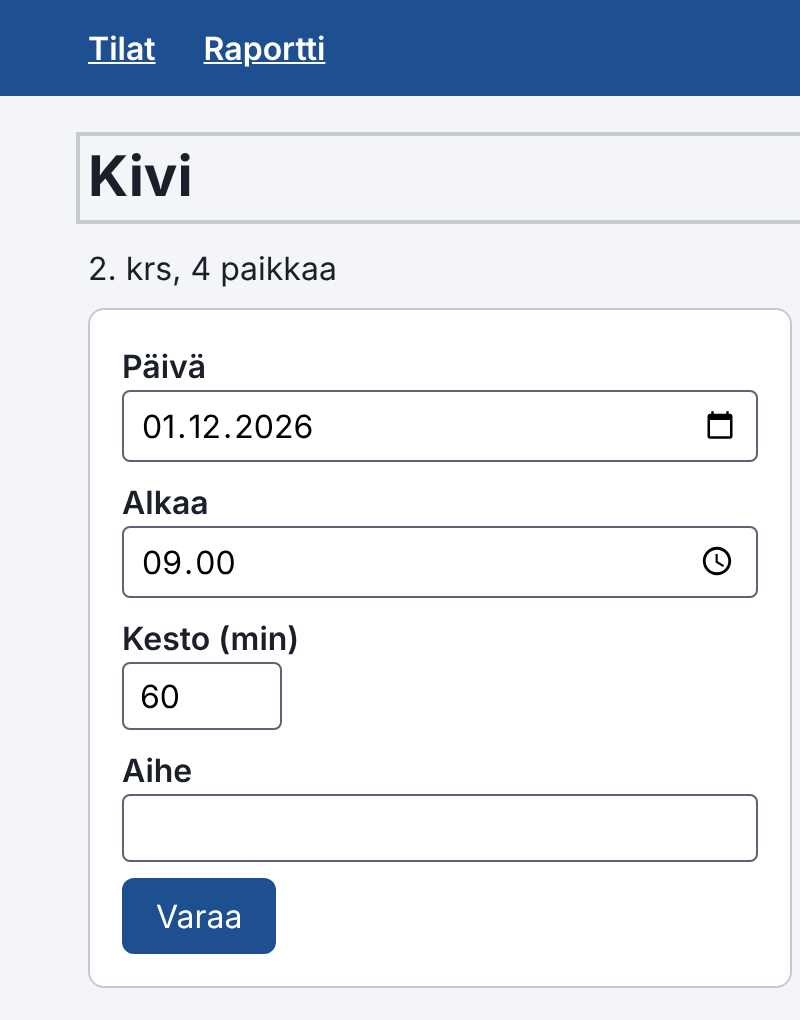 Tilat Raportti
Kivi
2. krs, 4 paikkaa
Päivä
01.12.2026
Alkaa
09.00
Kesto (min)
60
Aihe
Varaa